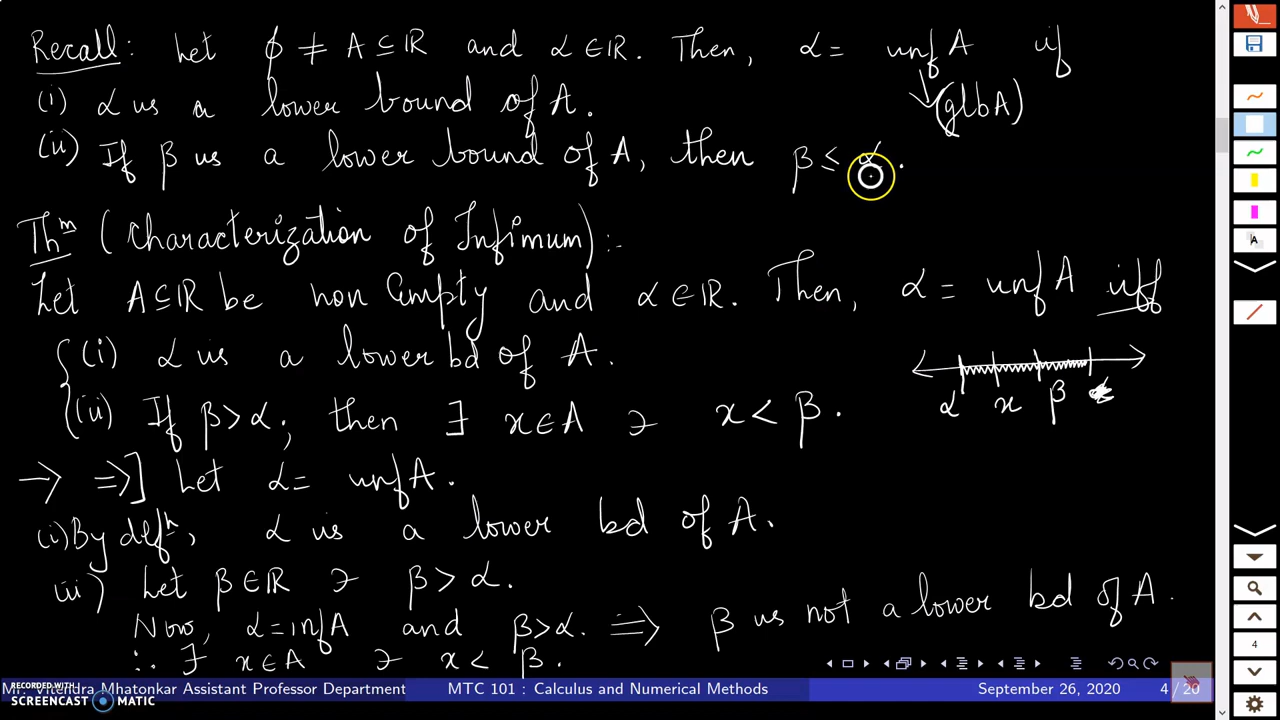 Recall: Let ϕ ≠ A ⊆ ℝ and α ∈ ℝ. Then, α = inf A if
(glb A)
(i) α is a lower bound of A.
(ii) If β is a lower bound of A, then β ≤ α.
Thᵐ (Characterization of Infimum):-
Let A ⊆ ℝ be non Empty and α ∈ ℝ. Then, α = inf A iff
(i) α is a lower bd of A.
(ii) If β > α, then ∃ x ∈ A ∋ x < β.
α x β
→ ⇒] Let α = inf A.
(i) By defⁿ, α is a lower bd of A.
ii) Let β ∈ ℝ ∋ β > α.
Now, α = inf A and β > α. ⇒ β is not a lower bd of A.
∴ ∃ x ∈ A ∋ x < β.
Mr. Vitendra Mhatonkar Assistant Professor Department MTC 101 : Calculus and Numerical Methods September 26, 2020 4 / 20
RECORDED WITH
SCREENCAST MATIC
A
4